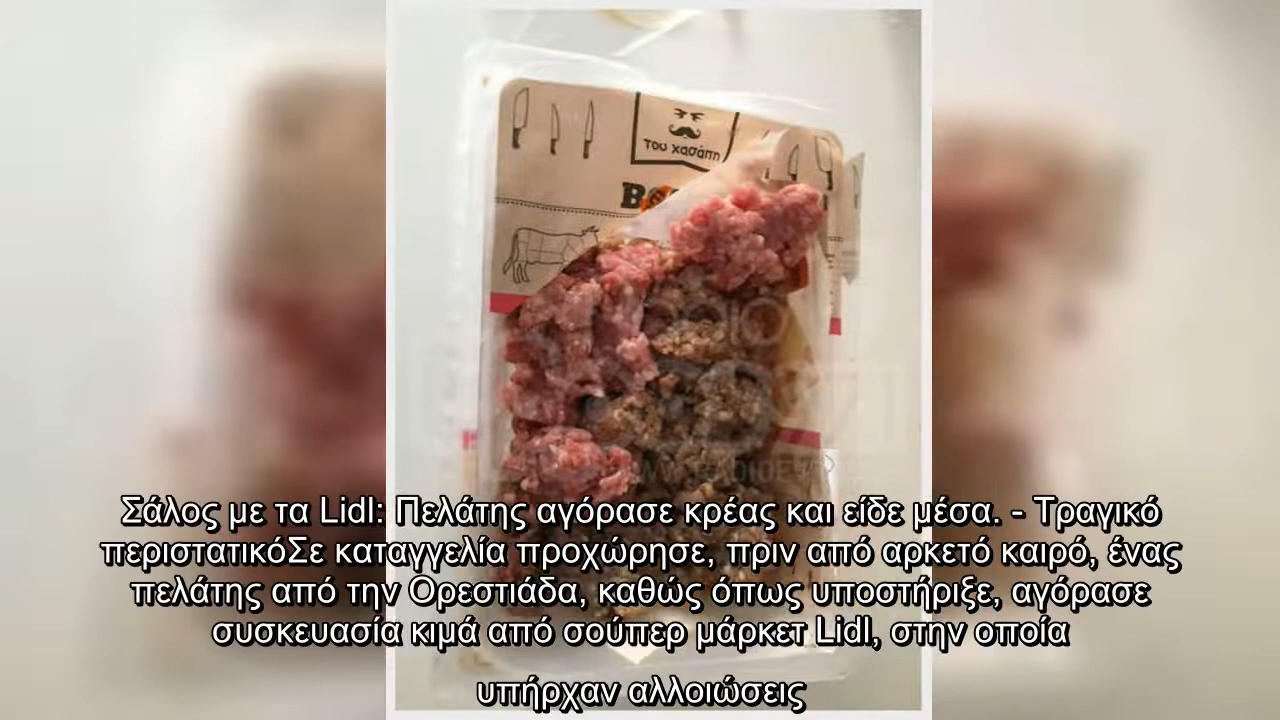 του χασάπη
Σάλος με τα Lidl: Πελάτης αγόρασε κρέας και είδε μέσα. - Τραγικό
περιστατικόΣε καταγγελία προχώρησε, πριν από αρκετό καιρό, ένας
πελάτης από την Ορεστιάδα, καθώς όπως υποστήριξε, αγόρασε
συσκευασία κιμά από σούπερ μάρκετ Lidl, στην οποία
υπήρχαν αλλοιώσεις